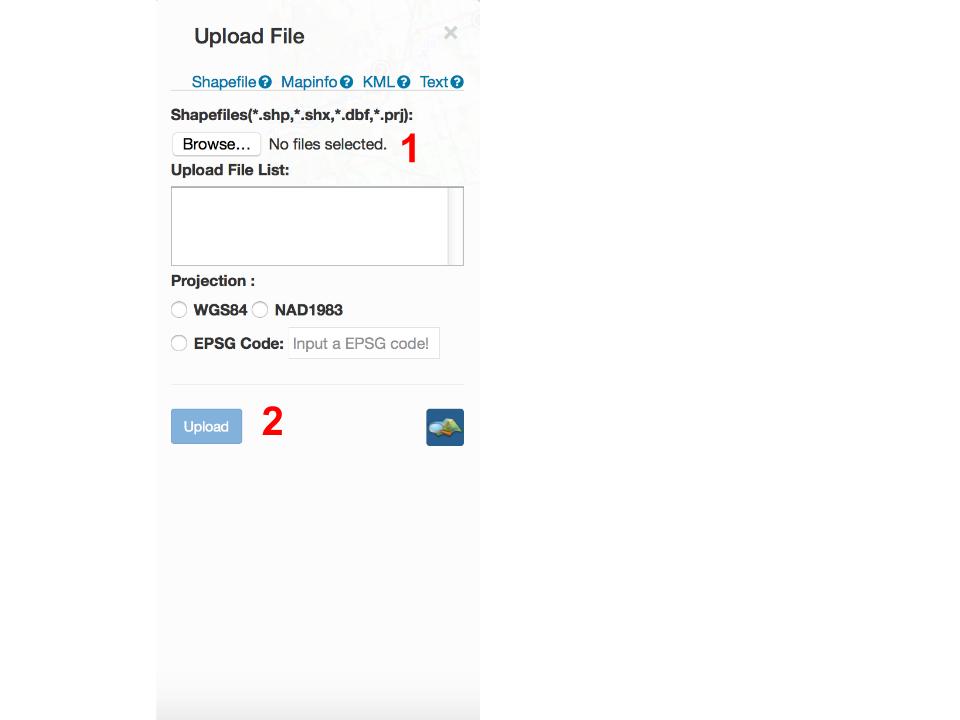 Upload File ×
Shapefile? Mapinfo? KML? Text?
Shapefiles(*.shp,*.shx,*.dbf,*.prj):
Browse... No files selected. 1
Upload File List:
Projection :
WGS84 NAD1983
EPSG Code: Input a EPSG code!
Upload 2